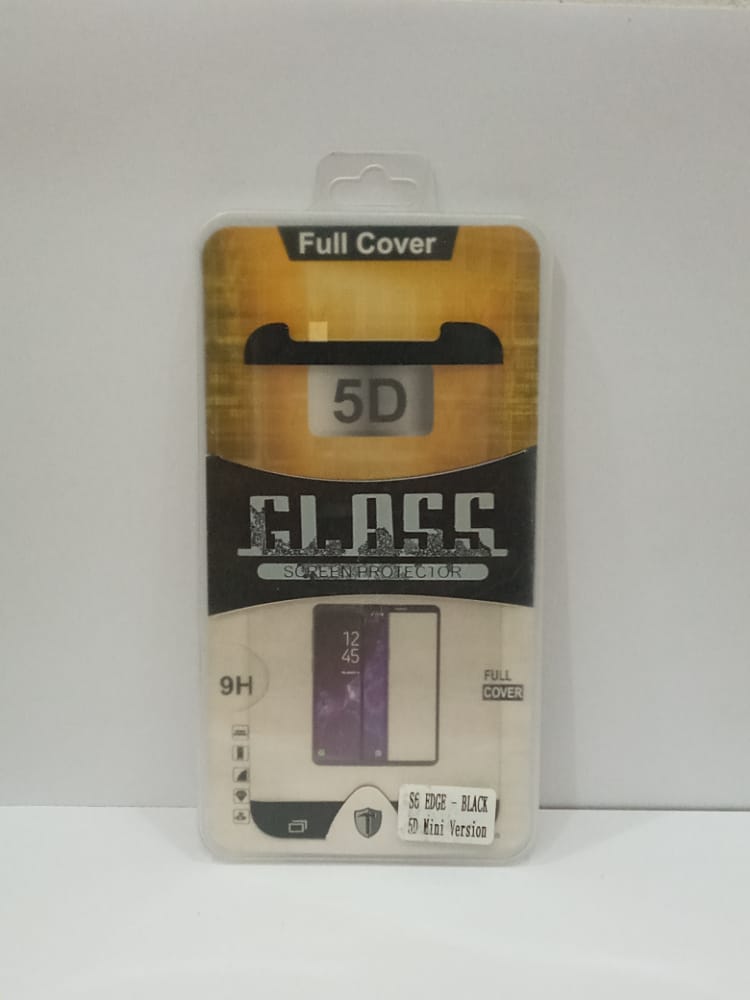 Full Cover
5D
GLASS
SCREEN PROTECTOR
12
45
9H
FULL
COVER
S6 EDGE - BLACK
5D Mini Version